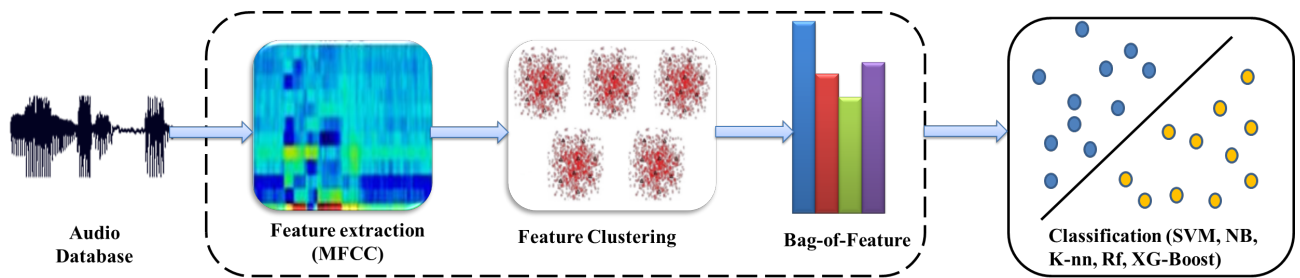 Audio
Database
Feature extraction
(MFCC)
Feature Clustering
Bag-of-Feature
Classification (SVM, NB,
K-nn, Rf, XG-Boost)